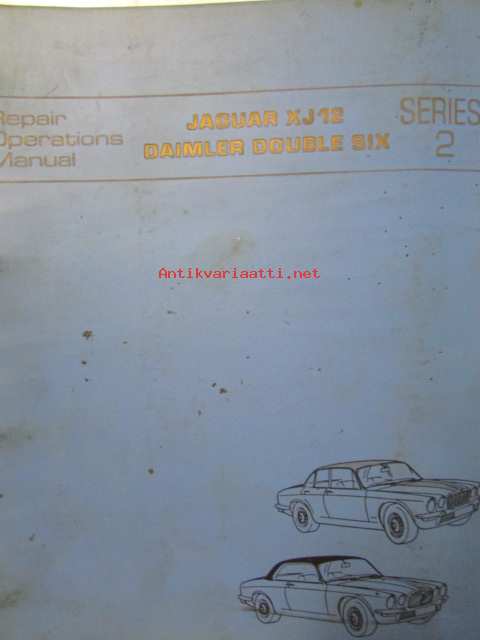 Repair
Operations
Manual
JAGUAR XJ12
DAIMLER DOUBLE SIX
SERIES
2
Antikvariaatti.net